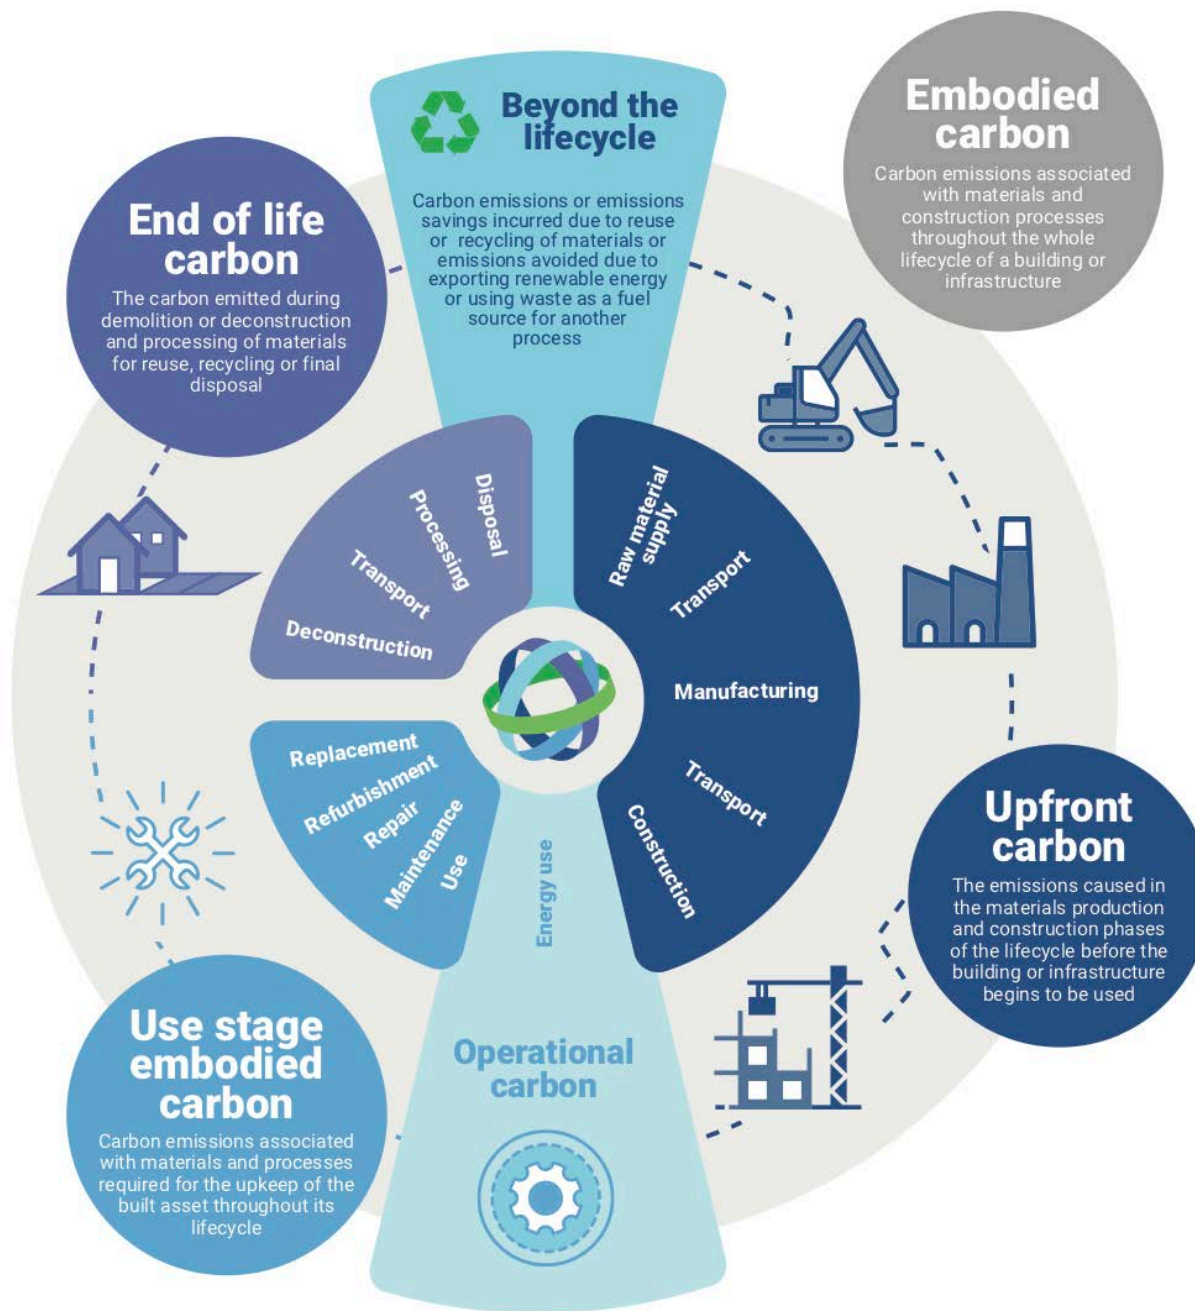 Beyond the
lifecycle
Carbon emissions or emissions
savings incurred due to reuse
or recycling of materials or
emissions avoided due to
exporting renewable energy
or using waste as a fuel
source for another
process
Embodied
carbon
Carbon emissions associated
with materials and
construction processes
throughout the whole
lifecycle of a building or
infrastructure
End of life
carbon
The carbon emitted during
demolition or deconstruction
and processing of materials
for reuse, recycling or final
disposal
Disposal
Processing
Transport
Deconstruction
Raw material
supply
Transport
Manufacturing
Transport
Construction
Replacement
Refurbishment
Repair
Maintenance
Use
Energy use
Upfront
carbon
The emissions caused in
the materials production
and construction phases
of the lifecycle before the
building or infrastructure
begins to be used
Use stage
embodied
carbon
Carbon emissions associated
with materials and processes
required for the upkeep of the
built asset throughout its
lifecycle
Operational
carbon